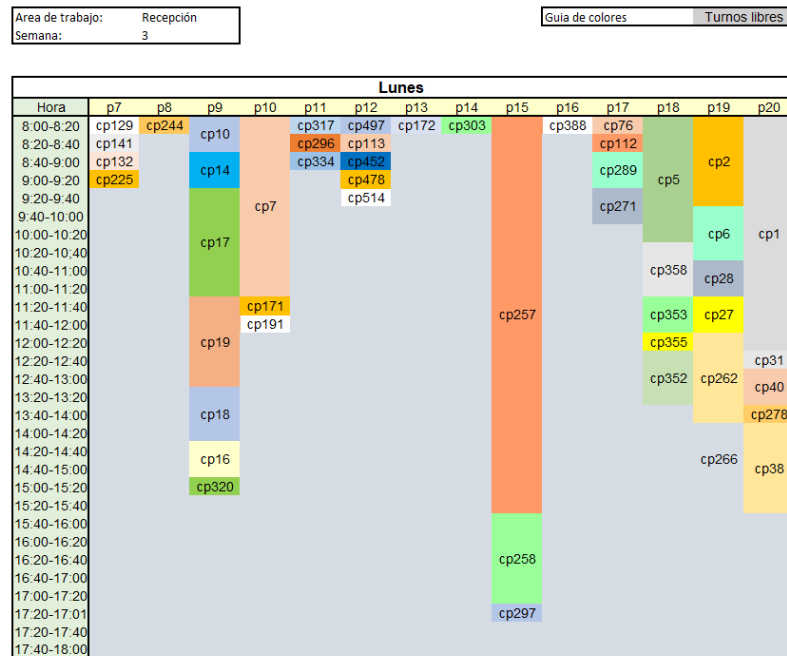 Area de trabajo: Recepción
Semana: 3
Guia de colores Turnos libres
Lunes
Hora p7 p8 p9 p10 p11 p12 p13 p14 p15 p16 p17 p18 p19 p20
8:00-8:20 cp129 cp244 cp10 cp317 cp497 cp172 cp303 cp388 cp76
8:20-8:40 cp141 cp296 cp113 cp112
8:40-9:00 cp132 cp14 cp334 cp452 cp289 cp2
9:00-9:20 cp225 cp478 cp5
9:20-9:40 cp514
9:40-10:00 cp7 cp271
10:00-10:20 cp17 cp6 cp1
10:20-10;40
10:40-11:00 cp358 cp28
11:00-11:20
11:20-11:40 cp171
11:40-12:00 cp191 cp257 cp353 cp27
12:00-12:20 cp19 cp355
12:20-12:40 cp31
12:40-13:00 cp352 cp262 cp40
13:20-13:20
13:40-14:00 cp18 cp278
14:00-14:20
14:20-14:40 cp16 cp266
14:40-15:00 cp38
15:00-15:20 cp320
15:20-15:40
15:40-16:00
16:00-16:20
16:20-16:40 cp258
16:40-17:00
17:00-17:20
17:20-17:01 cp297
17:20-17:40
17:40-18:00